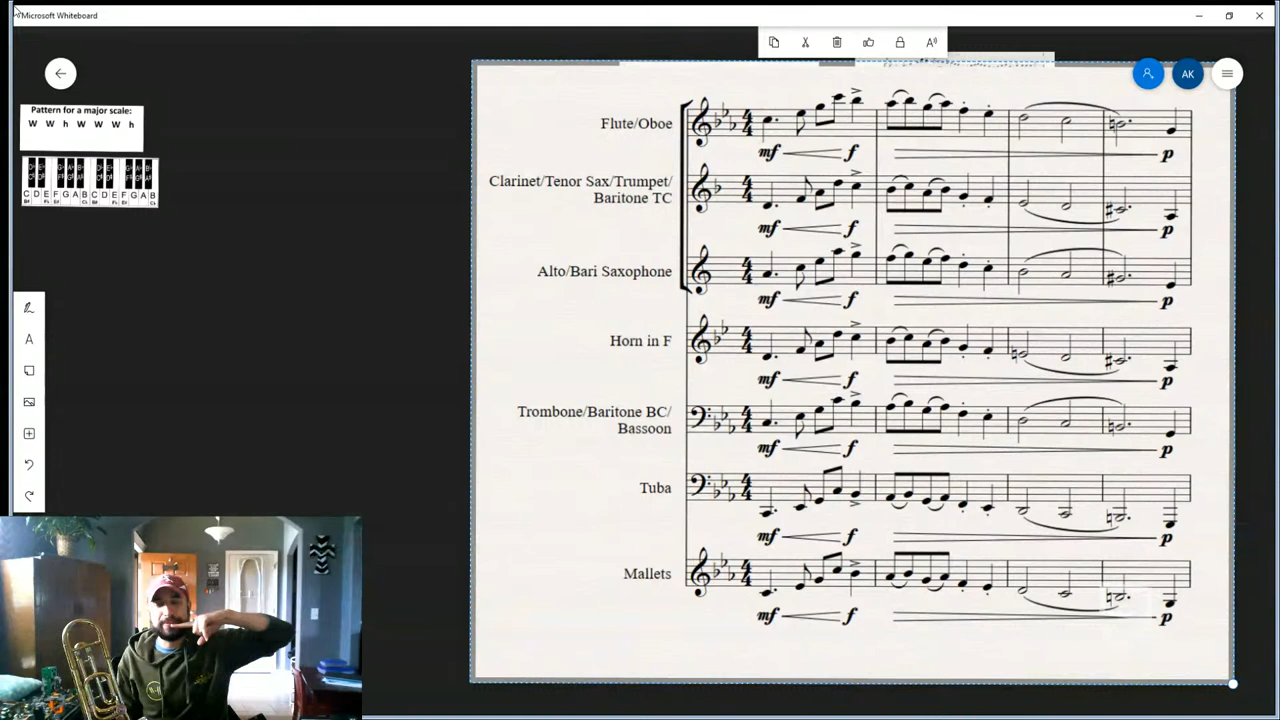 Microsoft Whiteboard
AK
Pattern for a major scale:
W W h W W W h
C D E F G A B C D E F G A B
Flute/Oboe
mf f p
Clarinet/Tenor Sax/Trumpet/
Baritone TC
mf f p
Alto/Bari Saxophone
mf f p
Horn in F
mf f p
Trombone/Baritone BC/
Bassoon
mf f p
Tuba
mf f p
Mallets
mf f p